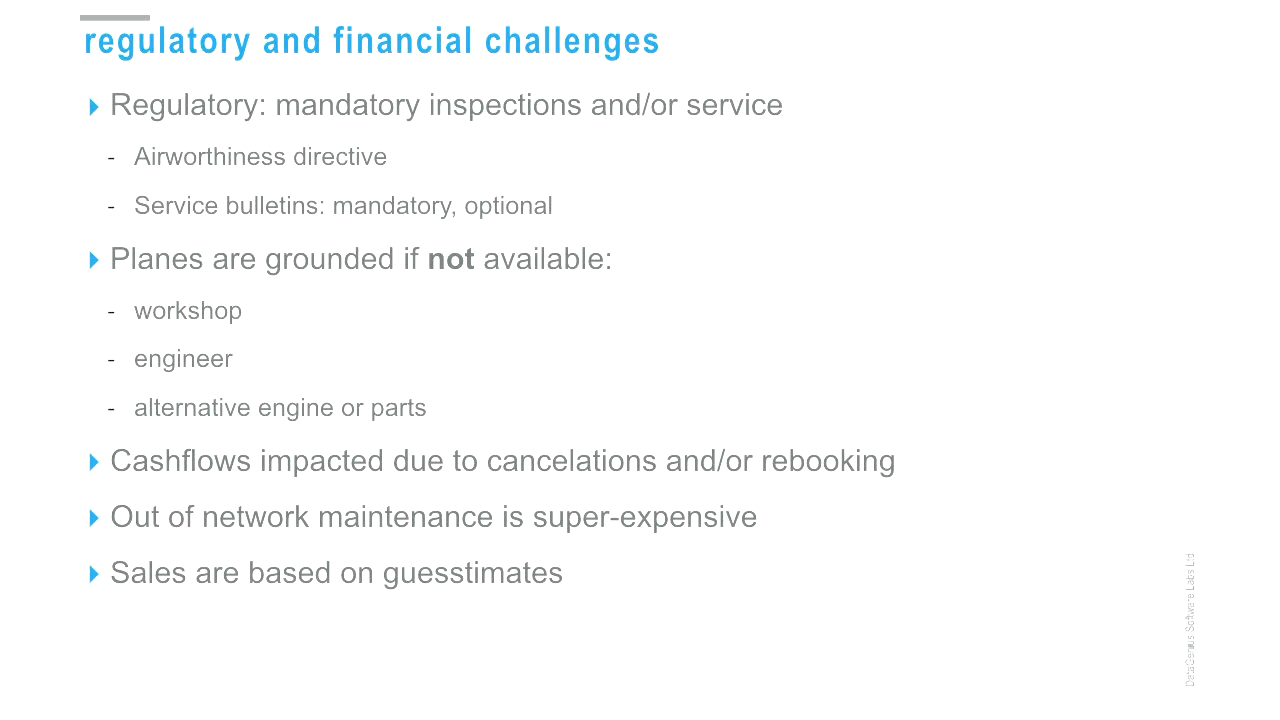 regulatory and financial challenges
Regulatory: mandatory inspections and/or service
- Airworthiness directive
- Service bulletins: mandatory, optional
Planes are grounded if not available:
- workshop
- engineer
- alternative engine or parts
Cashflows impacted due to cancelations and/or rebooking
Out of network maintenance is super-expensive
Sales are based on guesstimates
DataGenius Software Labs Ltd